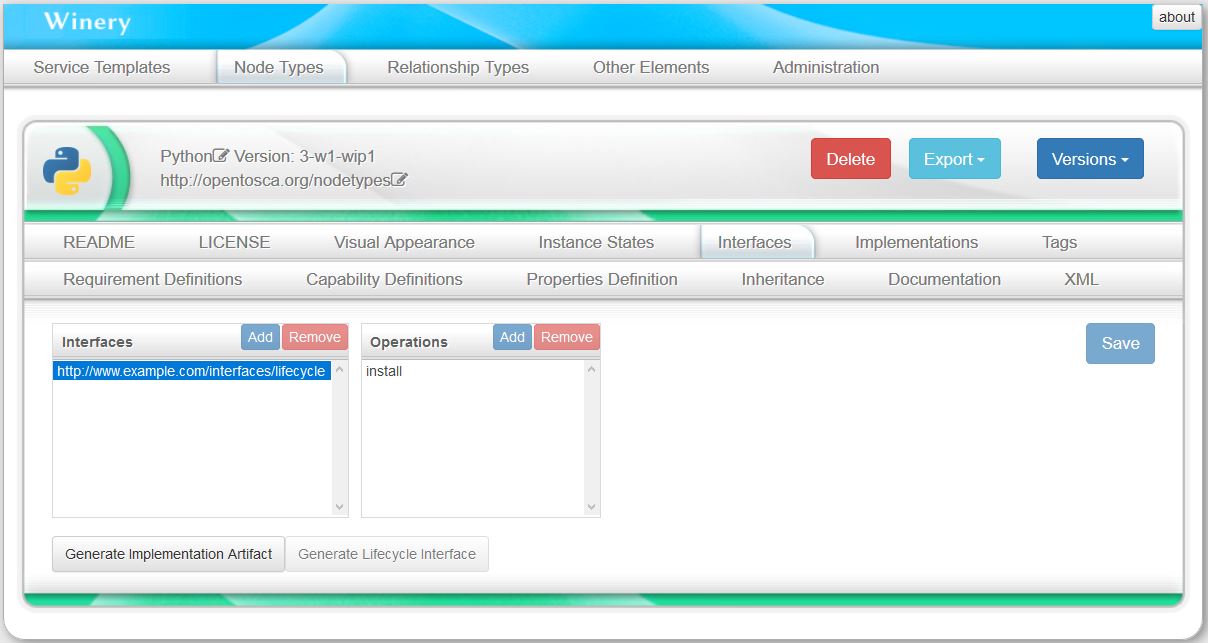 Winery
about
Service Templates Node Types Relationship Types Other Elements Administration
Python Version: 3-w1-wip1
http://opentosca.org/nodetypes
Delete Export Versions
README LICENSE Visual Appearance Instance States Interfaces Implementations Tags
Requirement Definitions Capability Definitions Properties Definition Inheritance Documentation XML
Interfaces Add Remove Operations Add Remove Save
http://www.example.com/interfaces/lifecycle install
Generate Implementation Artifact Generate Lifecycle Interface